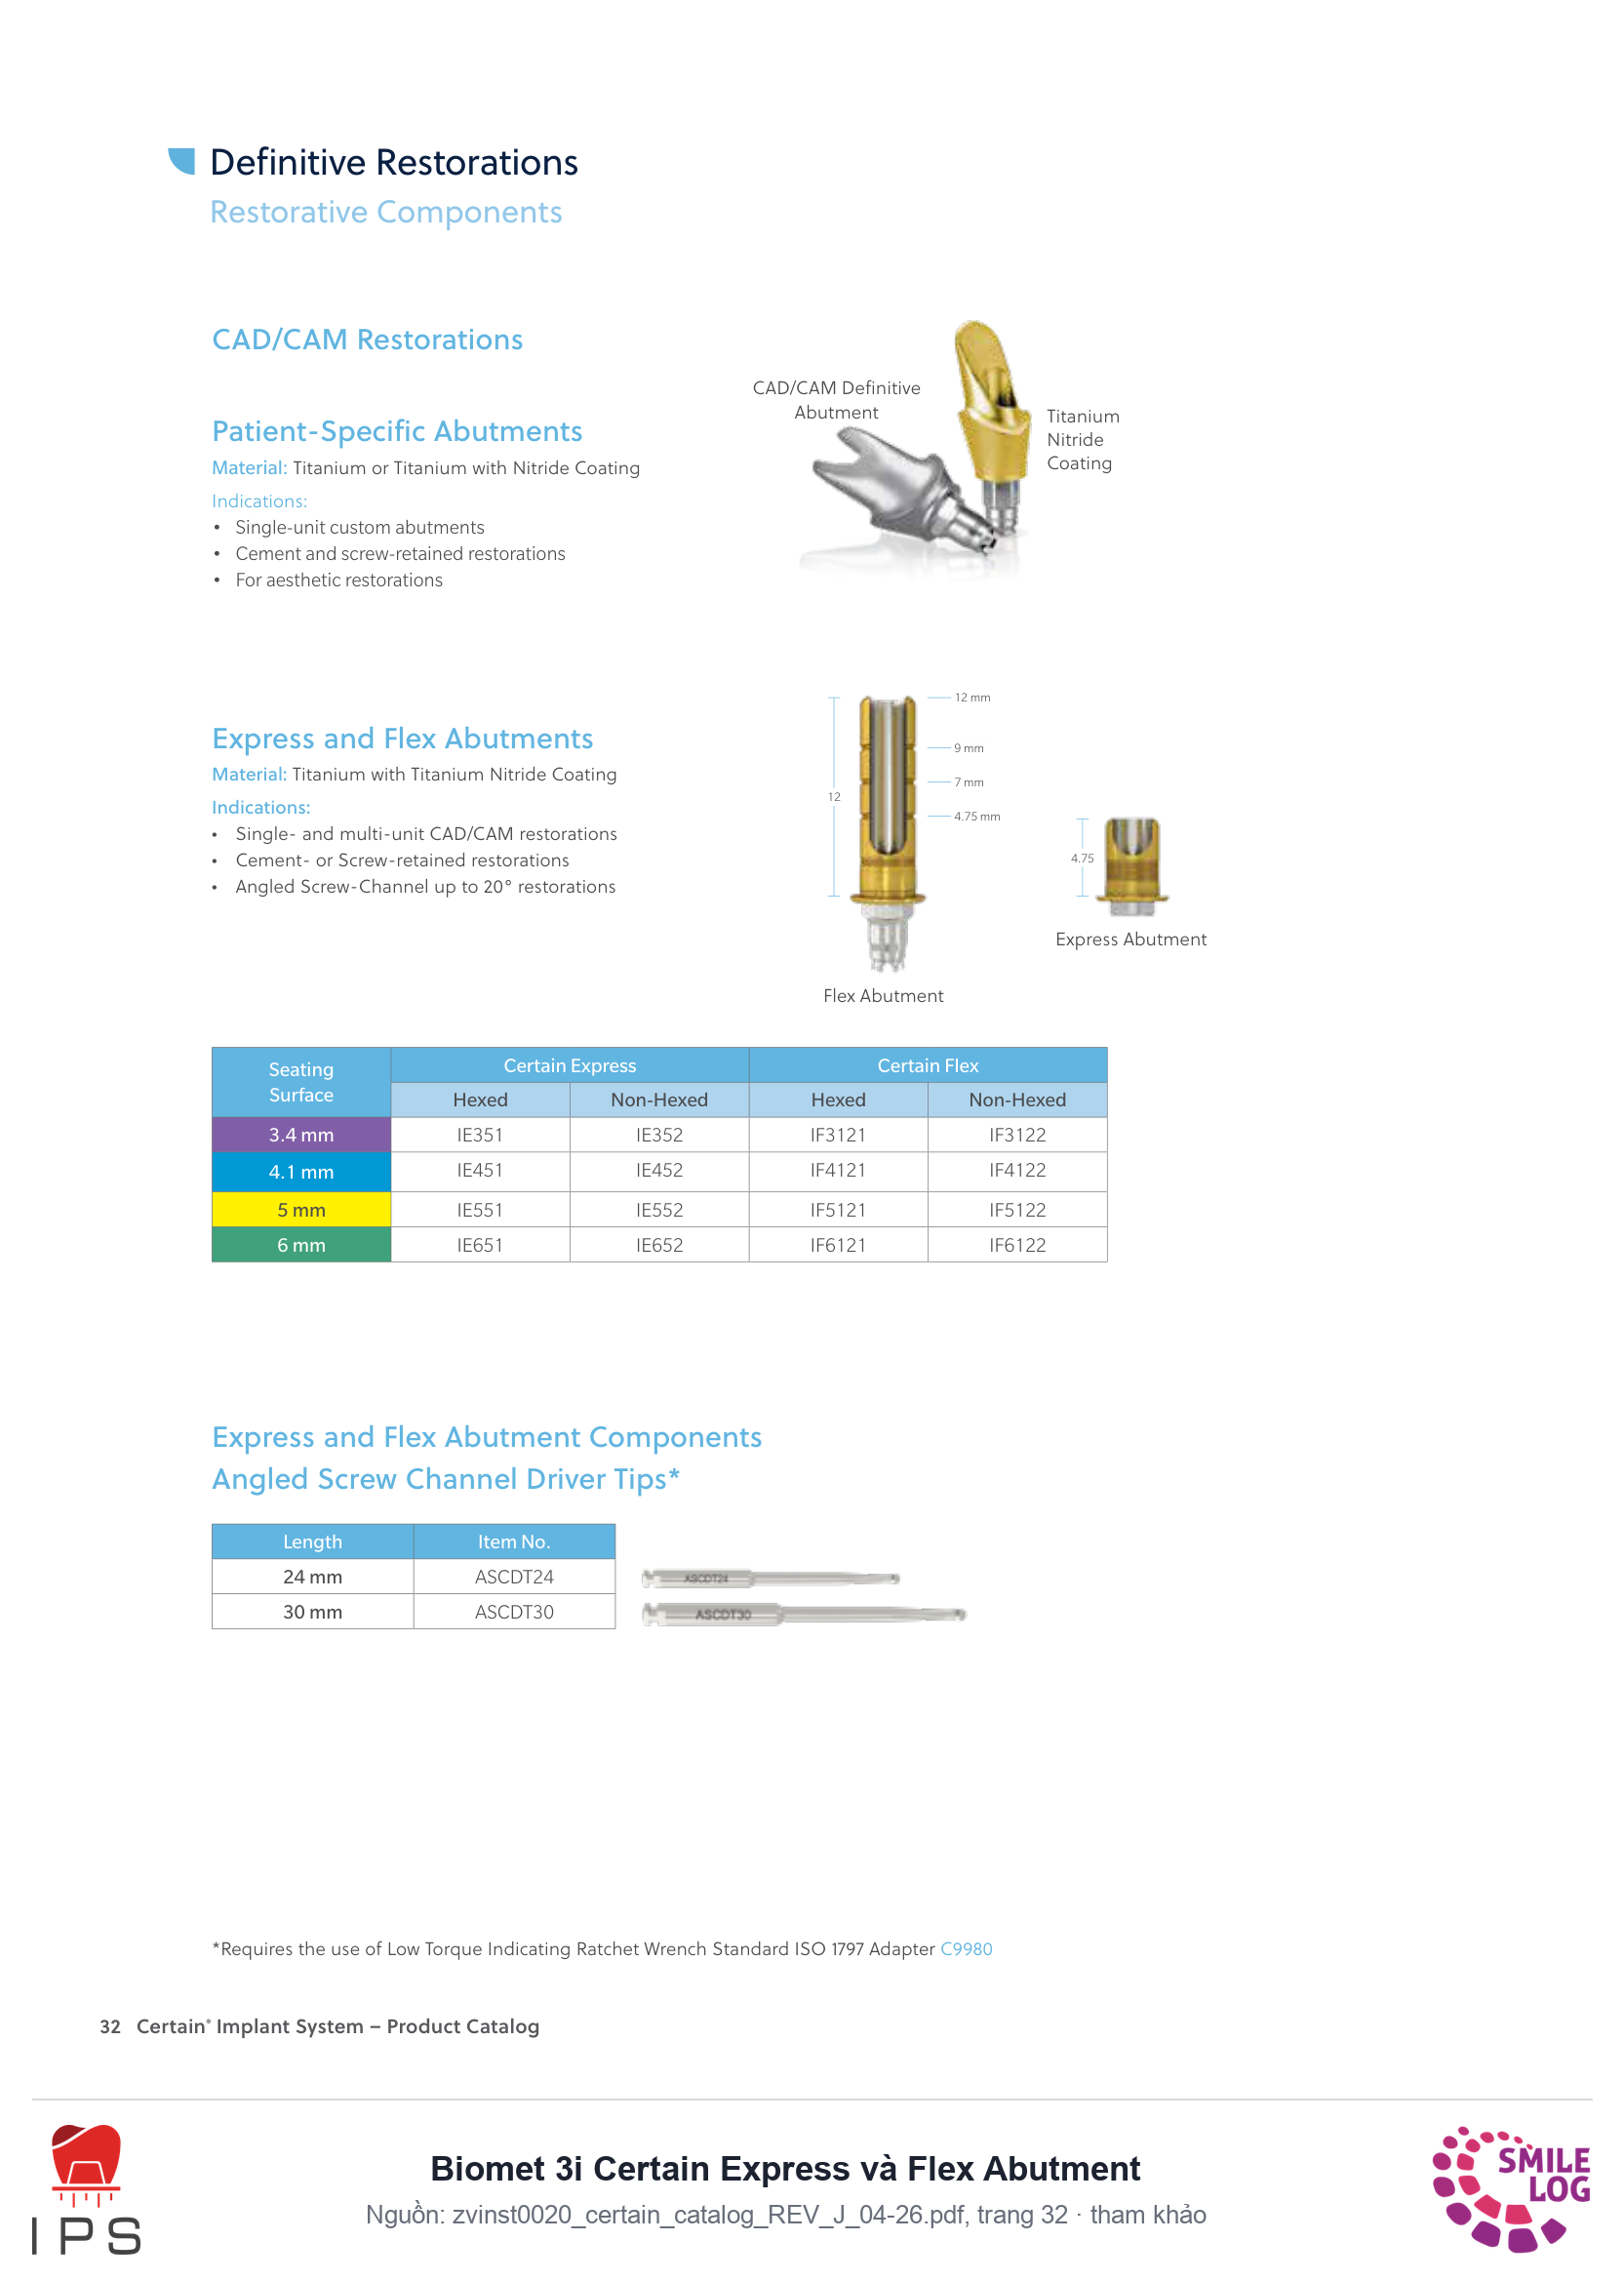 Definitive Restorations
Restorative Components
CAD/CAM Restorations
CAD/CAM Definitive
Abutment
Titanium
Nitride
Coating
Patient-Specific Abutments
Material: Titanium or Titanium with Nitride Coating
Indications:
• Single-unit custom abutments
• Cement and screw-retained restorations
• For aesthetic restorations
Express and Flex Abutments
Material: Titanium with Titanium Nitride Coating
Indications:
• Single- and multi-unit CAD/CAM restorations
• Cement- or Screw-retained restorations
• Angled Screw-Channel up to 20° restorations
12 mm
9 mm
7 mm
4.75 mm
12
4.75
Express Abutment
Flex Abutment
Seating Surface Certain Express Certain Flex
Hexed Non-Hexed Hexed Non-Hexed
3.4 mm IE351 IE352 IF3121 IF3122
4.1 mm IE451 IE452 IF4121 IF4122
5 mm IE551 IE552 IF5121 IF5122
6 mm IE651 IE652 IF6121 IF6122
Express and Flex Abutment Components
Angled Screw Channel Driver Tips*
Length Item No.
24 mm ASCDT24
30 mm ASCDT30
ASCDT24
ASCDT30
*Requires the use of Low Torque Indicating Ratchet Wrench Standard ISO 1797 Adapter C9980
32 Certain® Implant System – Product Catalog
IPS
Biomet 3i Certain Express và Flex Abutment
Nguồn: zvinst0020_certain_catalog_REV_J_04-26.pdf, trang 32 · tham khảo
SMILE
LOG